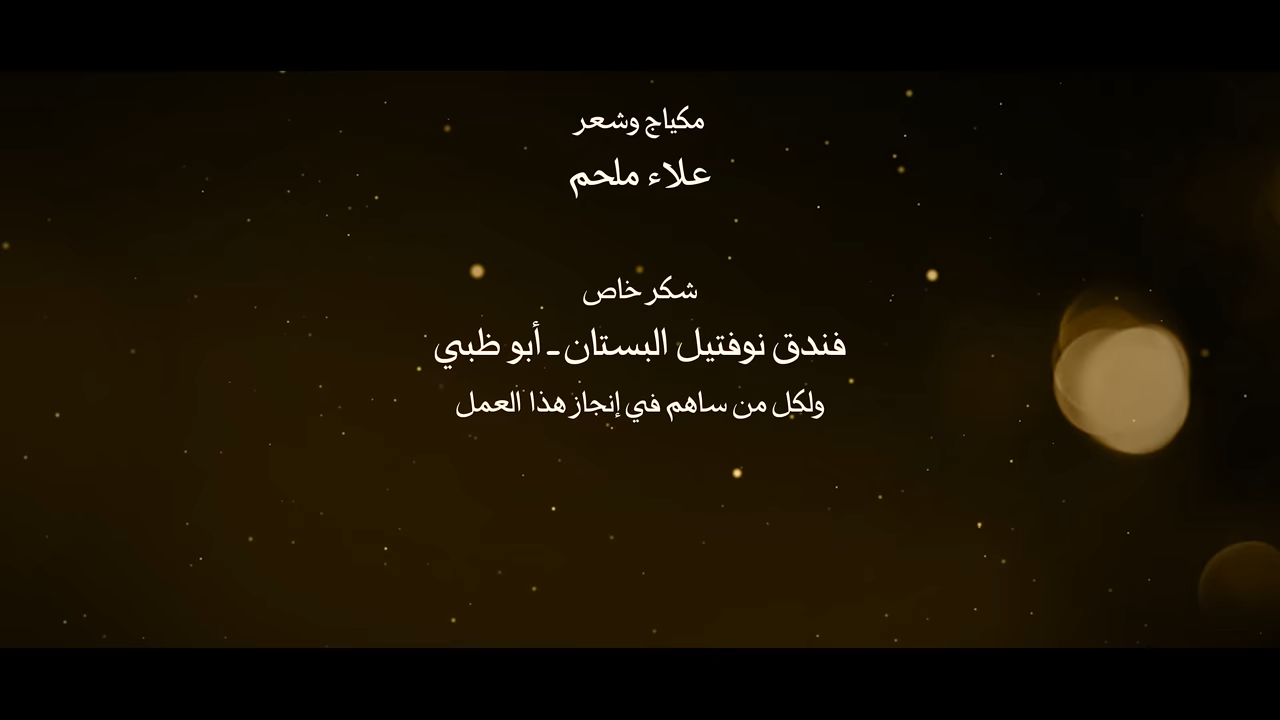 مكياج وشعر
علاء ملحم
شكر خاص
فندق نوفتيل البستان ـ أبو ظبي
ولكل من ساهم في إنجاز هذا العمل